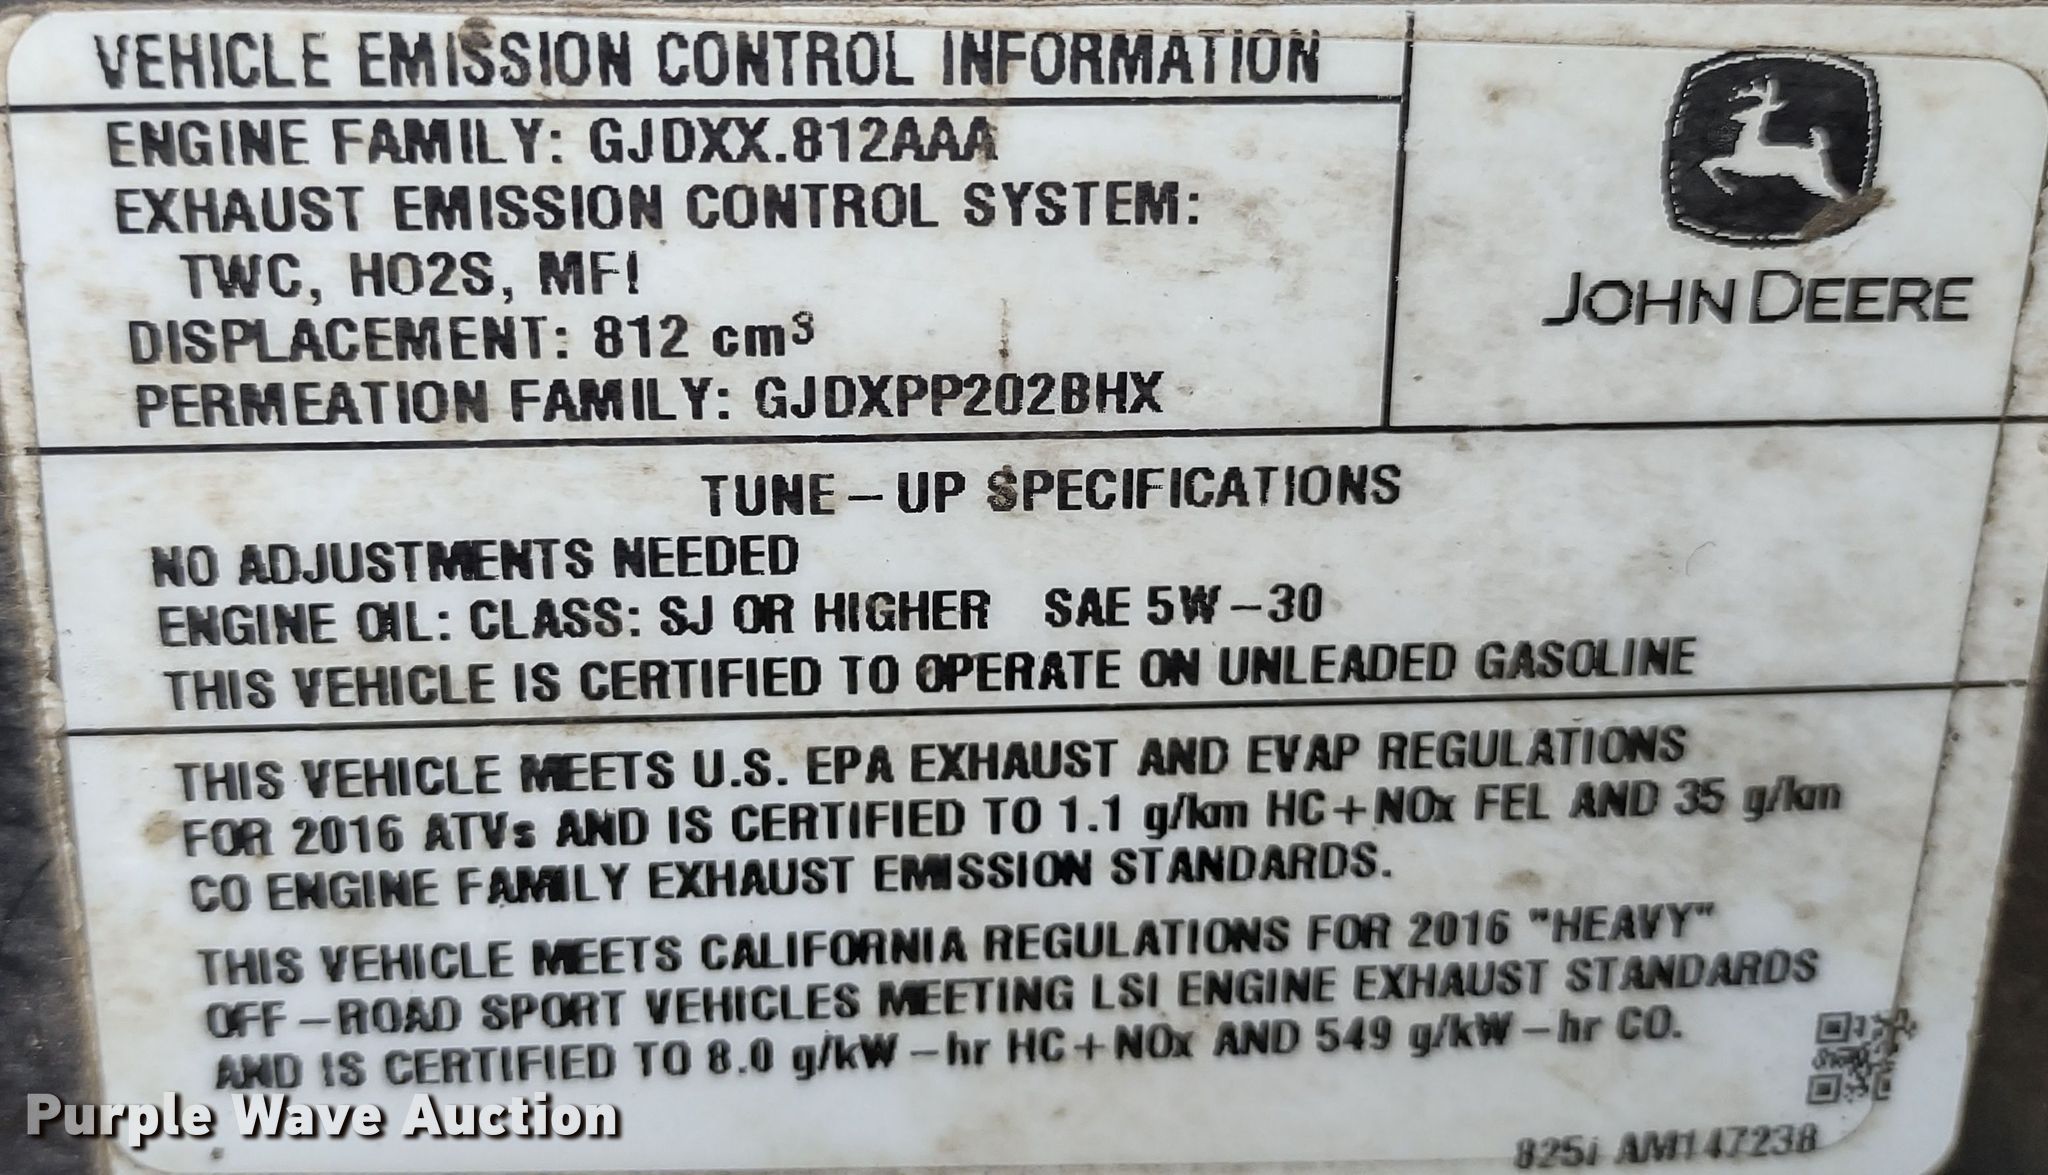 VEHICLE EMISSION CONTROL INFORMATION
ENGINE FAMILY: GJDXX.812AAA
EXHAUST EMISSION CONTROL SYSTEM:
TWC, HO2S, MFI
DISPLACEMENT: 812 cm³
PERMEATION FAMILY: GJDXPP202BHX
JOHN DEERE
TUNE-UP SPECIFICATIONS
NO ADJUSTMENTS NEEDED
ENGINE OIL: CLASS: SJ OR HIGHER SAE 5W-30
THIS VEHICLE IS CERTIFIED TO OPERATE ON UNLEADED GASOLINE
THIS VEHICLE MEETS U.S. EPA EXHAUST AND EVAP REGULATIONS
FOR 2016 ATVs AND IS CERTIFIED TO 1.1 g/km HC+NOx FEL AND 35 g/km
CO ENGINE FAMILY EXHAUST EMISSION STANDARDS.
THIS VEHICLE MEETS CALIFORNIA REGULATIONS FOR 2016 "HEAVY"
OFF-ROAD SPORT VEHICLES MEETING LSI ENGINE EXHAUST STANDARDS
AND IS CERTIFIED TO 8.0 g/kW-hr HC+NOx AND 549 g/kW-hr CO.
825i AM147238
Purple Wave Auction